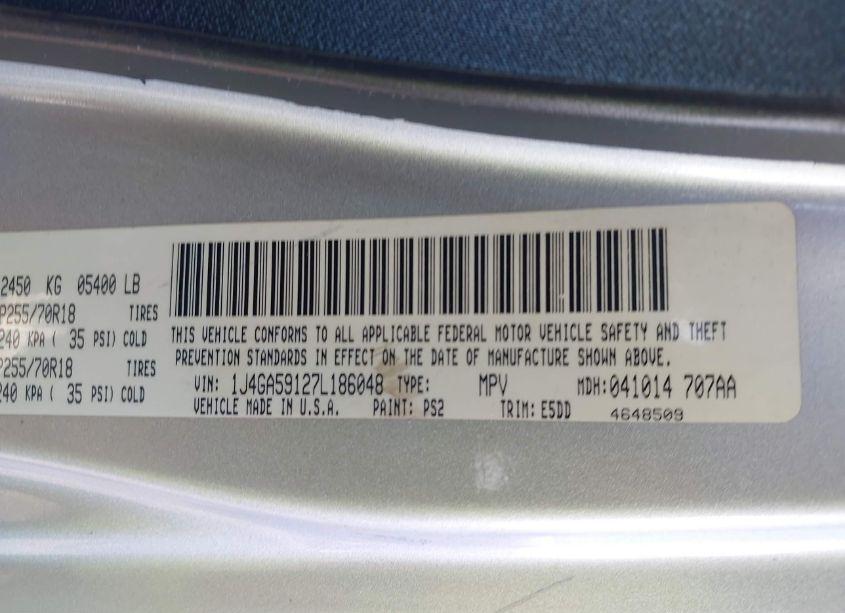 2450 KG 05400 LB
P255/70R18 TIRES
240 KPA ( 35 PSI) COLD
P255/70R18 TIRES
240 KPA ( 35 PSI) COLD
THIS VEHICLE CONFORMS TO ALL APPLICABLE FEDERAL MOTOR VEHICLE SAFETY AND THEFT
PREVENTION STANDARDS IN EFFECT ON THE DATE OF MANUFACTURE SHOWN ABOVE.
VIN: 1J4GA59127L186048 TYPE: MPV MDH:041014 707AA
VEHICLE MADE IN U.S.A. PAINT: PS2 TRIM: E5DD 4648509